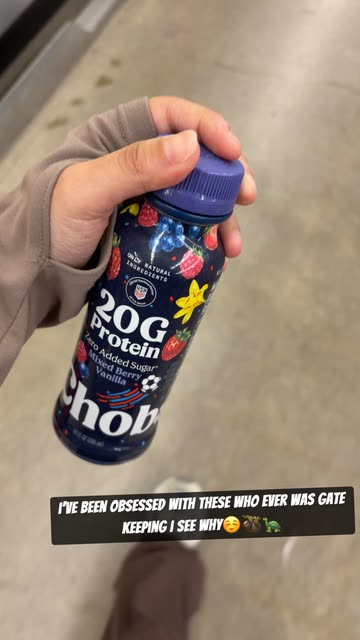 ONLY NATURAL
INGREDIENTS
20G
Protein
Zero Added Sugar*
Mixed Berry
Vanilla
Chob
I'VE BEEN OBSESSED WITH THESE WHO EVER WAS GATE
KEEPING I SEE WHY☺️🦥🐢